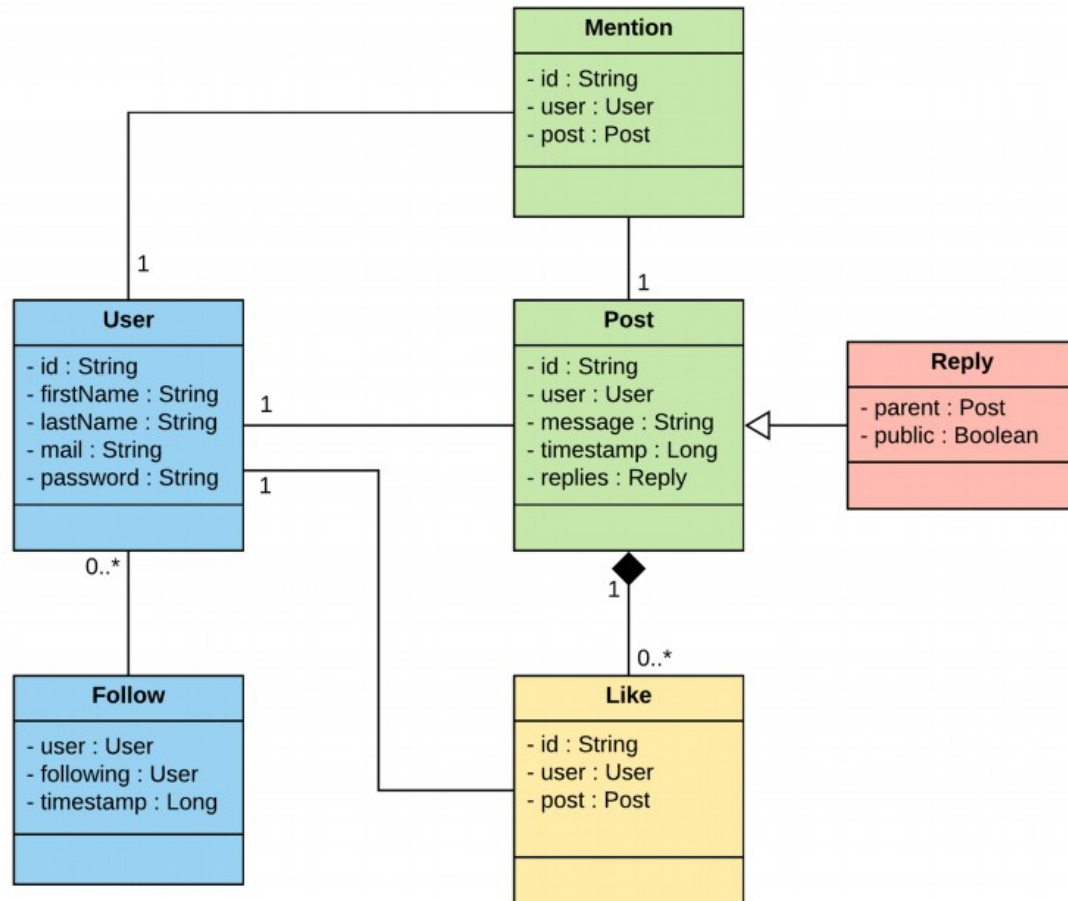 Mention
- id : String
- user : User
- post : Post
1
1
User
- id : String
- firstName : String
- lastName : String
- mail : String
- password : String
1
1
0..*
Post
- id : String
- user : User
- message : String
- timestamp : Long
- replies : Reply
1
0..*
Reply
- parent : Post
- public : Boolean
Follow
- user : User
- following : User
- timestamp : Long
Like
- id : String
- user : User
- post : Post